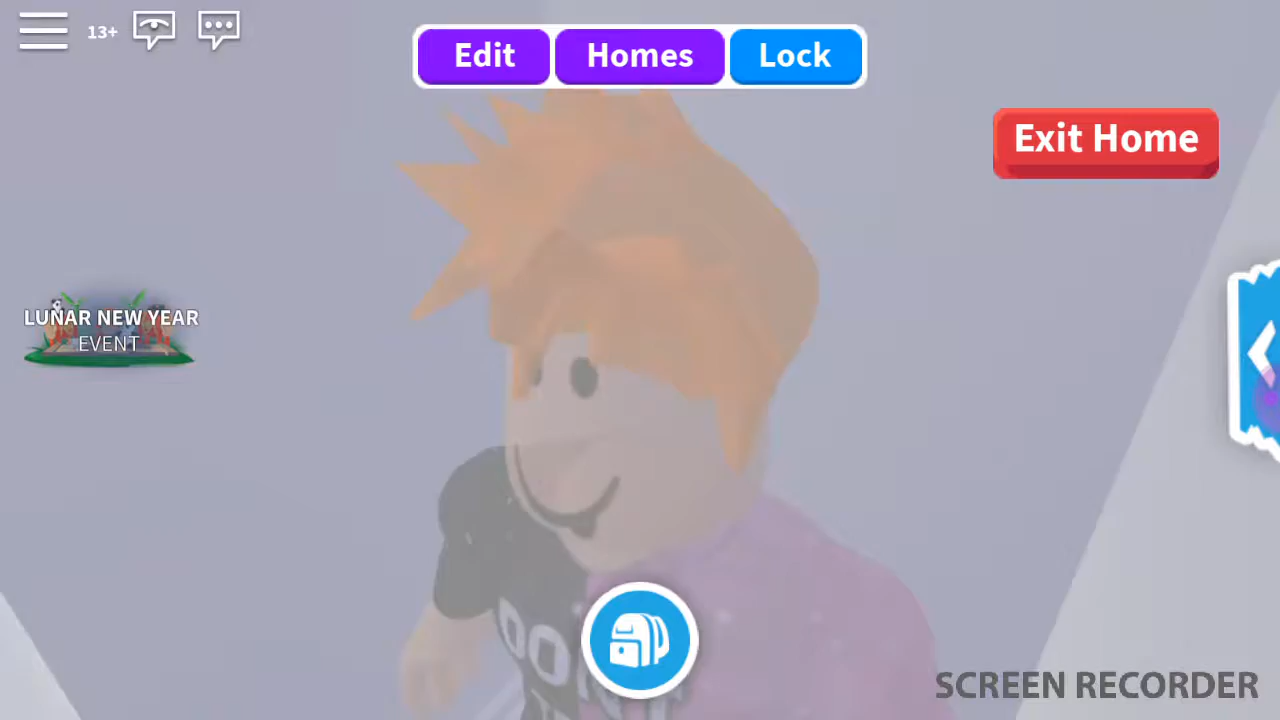 13+
Edit
Homes
Lock
Exit Home
LUNAR NEW YEAR
EVENT
SCREEN RECORDER